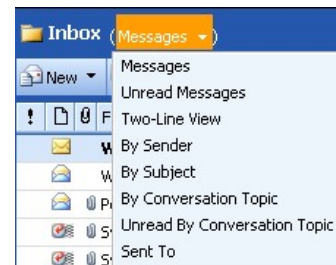 Inbox (Messages)
New
Messages
Unread Messages
Two-Line View
By Sender
By Subject
By Conversation Topic
Unread By Conversation Topic
Sent To